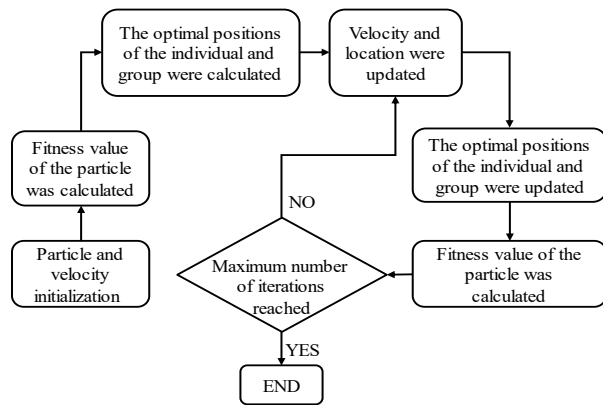 The optimal positions
of the individual and
group were calculated
Velocity and
location were
updated
Fitness value
of the particle
was calculated
The optimal positions
of the individual and
group were updated
NO
Particle and
velocity
initialization
Maximum number
of iterations
reached
Fitness value of the
particle was
calculated
YES
END